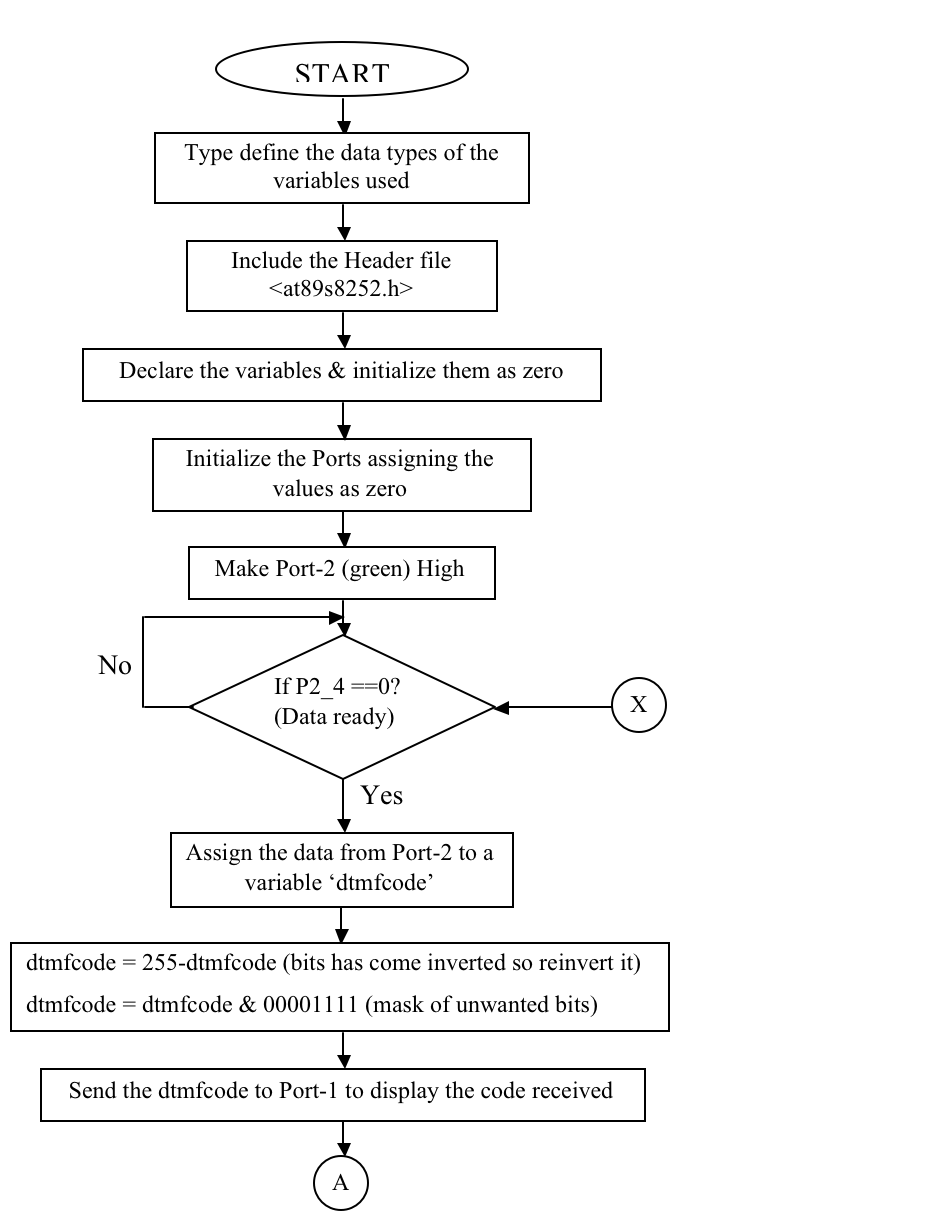 START
Type define the data types of the
variables used
Include the Header file
<at89s8252.h>
Declare the variables & initialize them as zero
Initialize the Ports assigning the
values as zero
Make Port-2 (green) High
No
If P2_4 ==0?
(Data ready)
X
Yes
Assign the data from Port-2 to a
variable ‘dtmfcode’
dtmfcode = 255-dtmfcode (bits has come inverted so reinvert it)
dtmfcode = dtmfcode & 00001111 (mask of unwanted bits)
Send the dtmfcode to Port-1 to display the code received
A